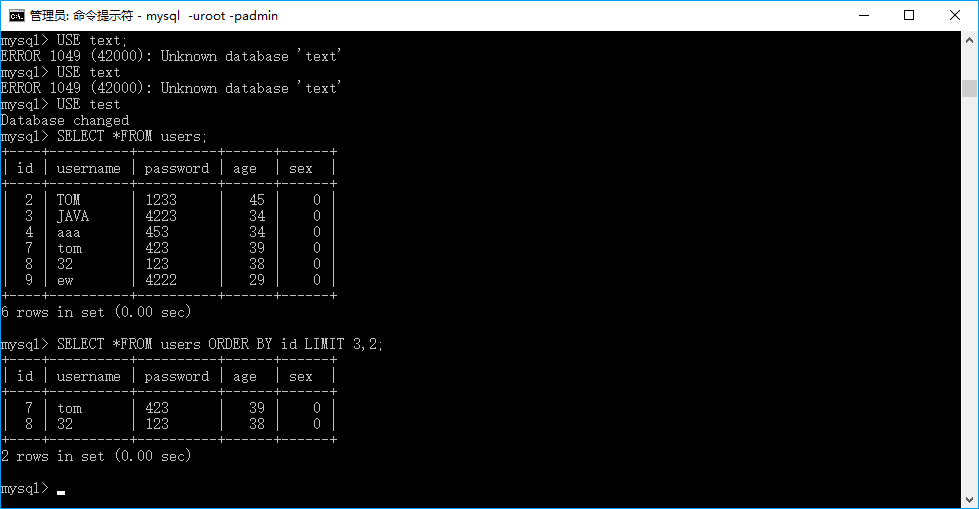 管理员: 命令提示符 - mysql  -uroot -padmin
mysql> USE text;
ERROR 1049 (42000): Unknown database 'text'
mysql> USE text
ERROR 1049 (42000): Unknown database 'text'
mysql> USE test
Database changed
mysql> SELECT *FROM users;
+----+----------+----------+------+------+
| id | username | password | age  | sex  |
+----+----------+----------+------+------+
|  2 | TOM      | 1233     |   45 |    0 |
|  3 | JAVA     | 4223     |   34 |    0 |
|  4 | aaa      | 453      |   34 |    0 |
|  7 | tom      | 423      |   39 |    0 |
|  8 | 32       | 123      |   38 |    0 |
|  9 | ew       | 4222     |   29 |    0 |
+----+----------+----------+------+------+
6 rows in set (0.00 sec)
mysql> SELECT *FROM users ORDER BY id LIMIT 3,2;
+----+----------+----------+------+------+
| id | username | password | age  | sex  |
+----+----------+----------+------+------+
|  7 | tom      | 423      |   39 |    0 |
|  8 | 32       | 123      |   38 |    0 |
+----+----------+----------+------+------+
2 rows in set (0.00 sec)
mysql>